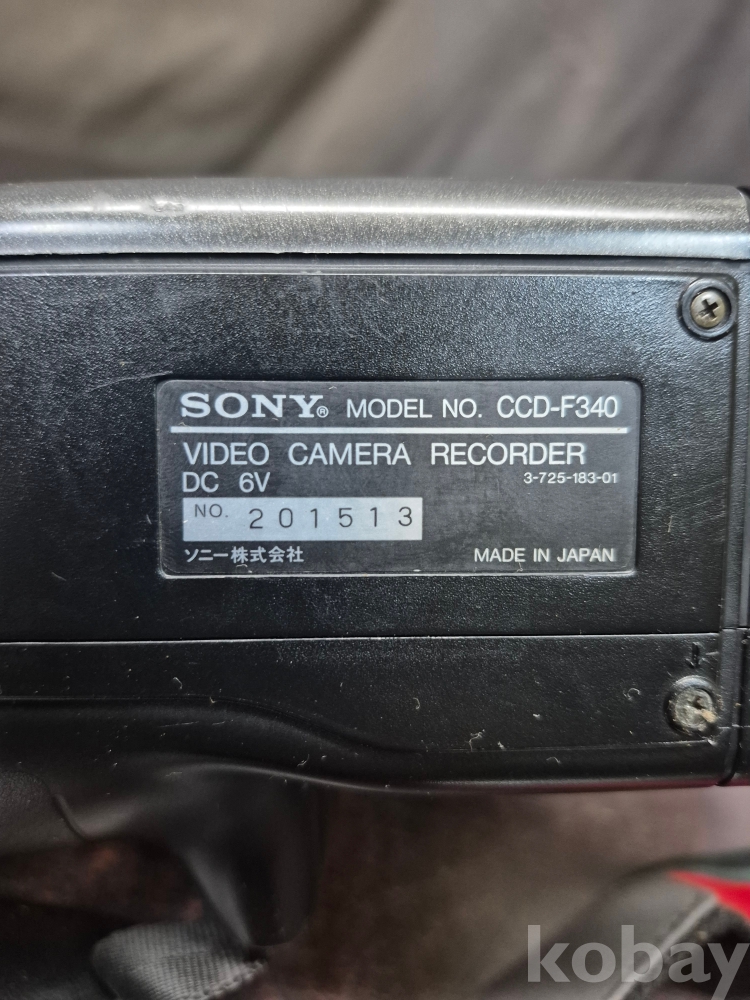 SONY® MODEL NO. CCD-F340
VIDEO CAMERA RECORDER
DC 6V 3-725-183-01
NO. 201513
ソニー株式会社 MADE IN JAPAN
kobay